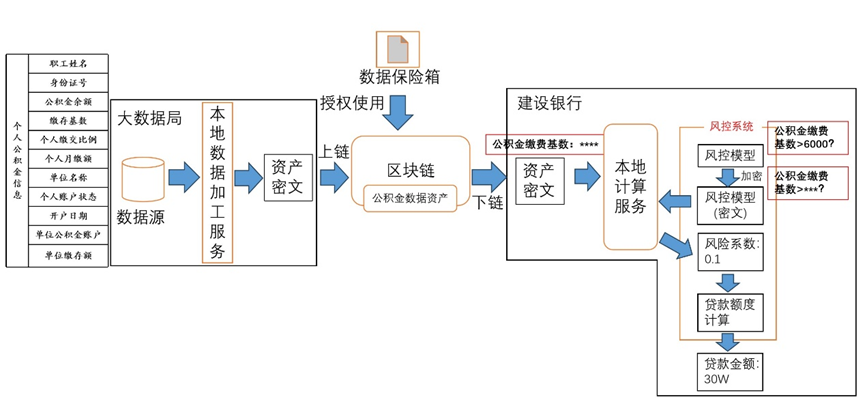 个人公积金信息
职工姓名
身份证号
公积金余额
缴存基数
个人缴交比例
个人月缴额
单位名称
个人账户状态
开户日期
单位公积金账户
单位缴存额
大数据局
数据源
本地数据加工服务
资产
密文
上链
数据保险箱
授权使用
区块链
公积金数据资产
下链
建设银行
公积金缴费基数：****
资产
密文
本地
计算
服务
风控系统
风控模型
公积金缴费
基数>6000?
加密
公积金缴费
基数>***?
风控模型
(密文)
风险系数:
0.1
贷款额度
计算
贷款金额:
30W